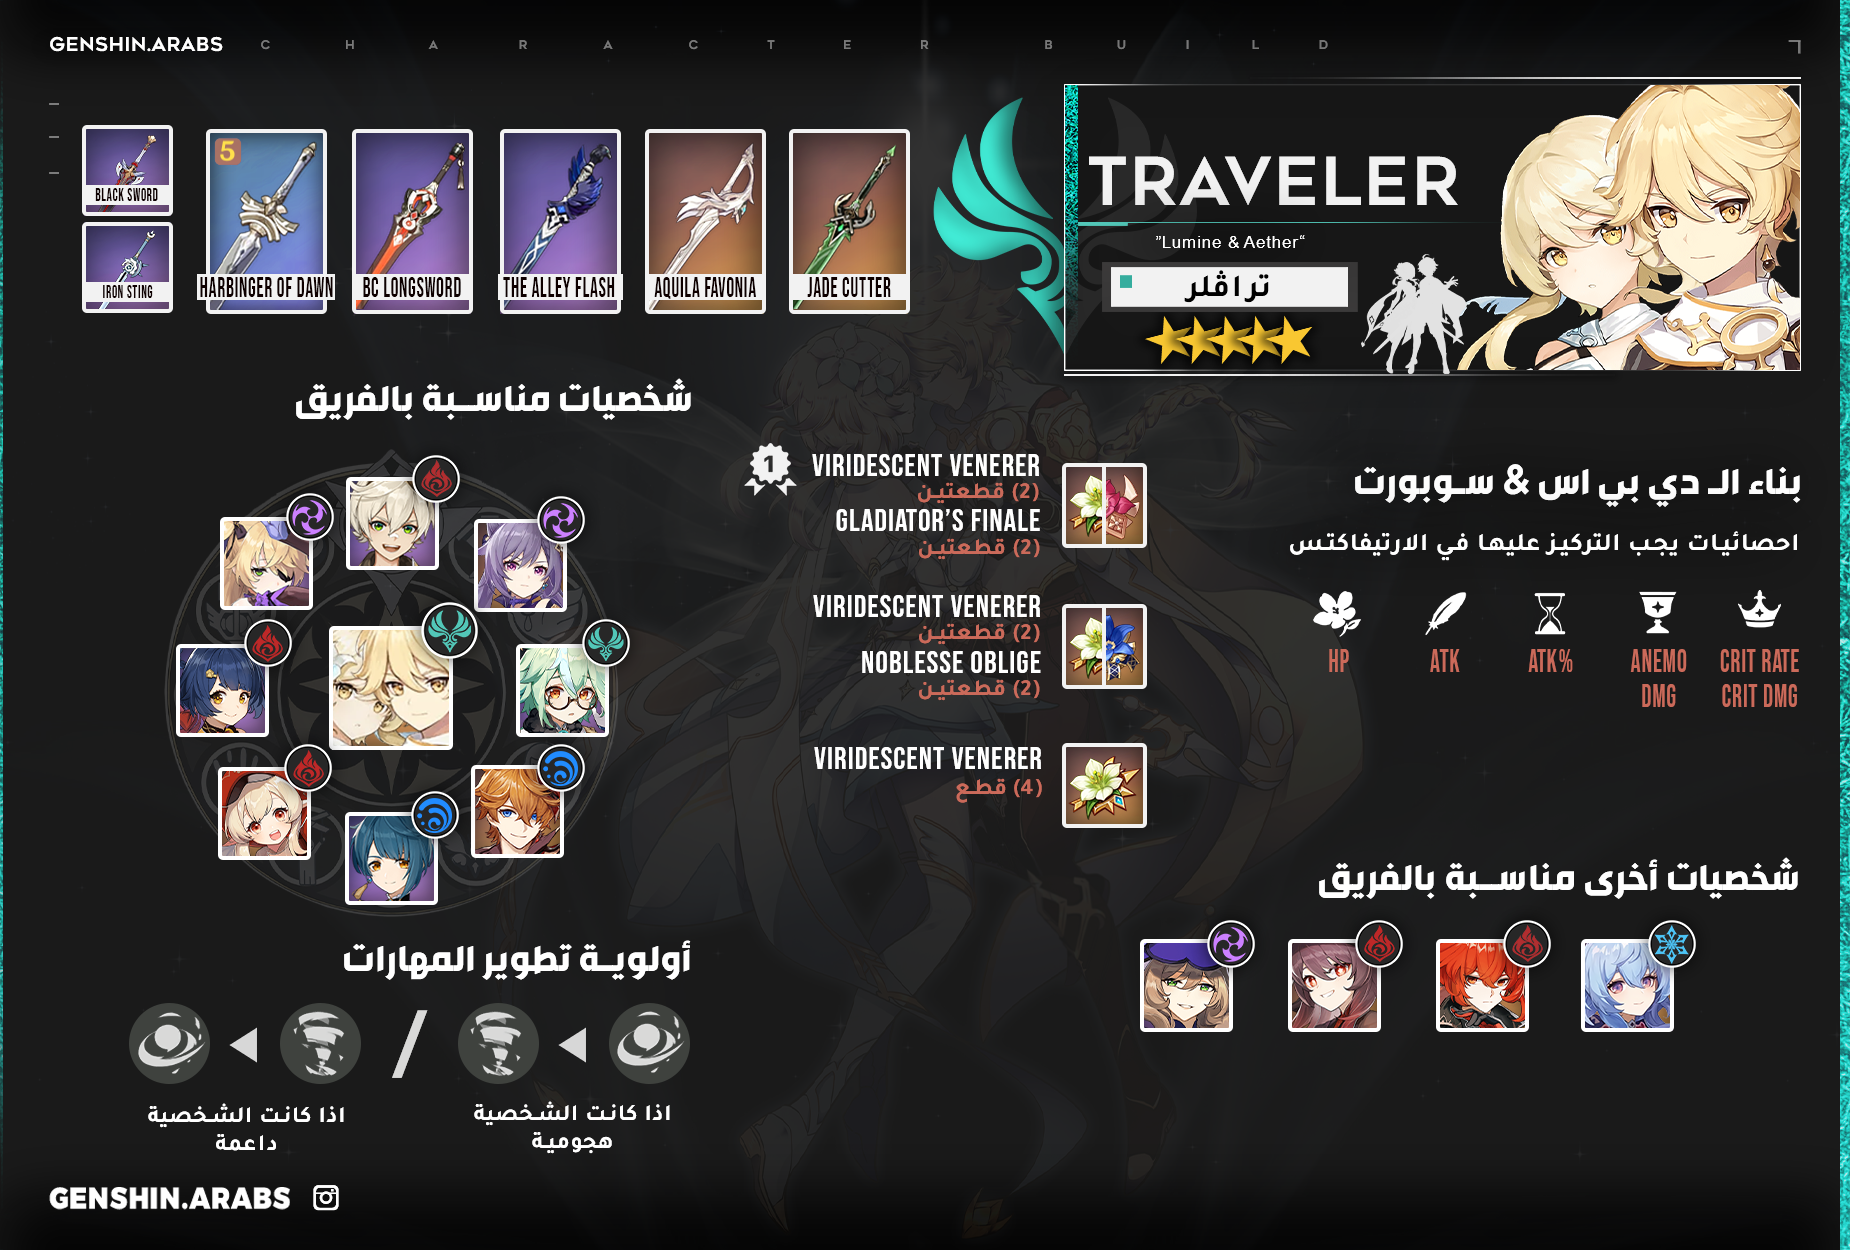 GENSHIN.ARABS
CHARACTER BUILD
TRAVELER
”Lumine & Aether“
تراڤلر
BLACK SWORD
IRON STING
5
HARBINGER OF DAWN
BC LONGSWORD
THE ALLEY FLASH
AQUILA FAVONIA
JADE CUTTER
شخصيات مناسـبة بالفريق
1
VIRIDESCENT VENERER
(2) قطعتين
GLADIATOR’S FINALE
(2) قطعتين
VIRIDESCENT VENERER
(2) قطعتين
NOBLESSE OBLIGE
(2) قطعتين
VIRIDESCENT VENERER
(4) قطع
بناء الـ دي بي اس & سـوبورت
احصائيات يجب التركيز عليها في الارتيفاكتس
HP
ATK
ATK%
ANEMO
DMG
CRIT RATE
CRIT DMG
شخصيات أخرى مناسـبة بالفريق
أولويـة تطوير المهارات
/
اذا كانت الشخصية
هجومية
اذا كانت الشخصية
داعمة
GENSHIN.ARABS